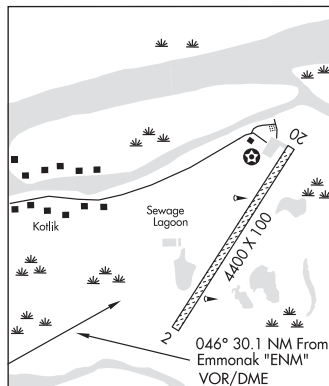 20
Kotlik
Sewage
Lagoon
4400 X 100
2
046° 30.1 NM From
Emmonak "ENM"
VOR/DME